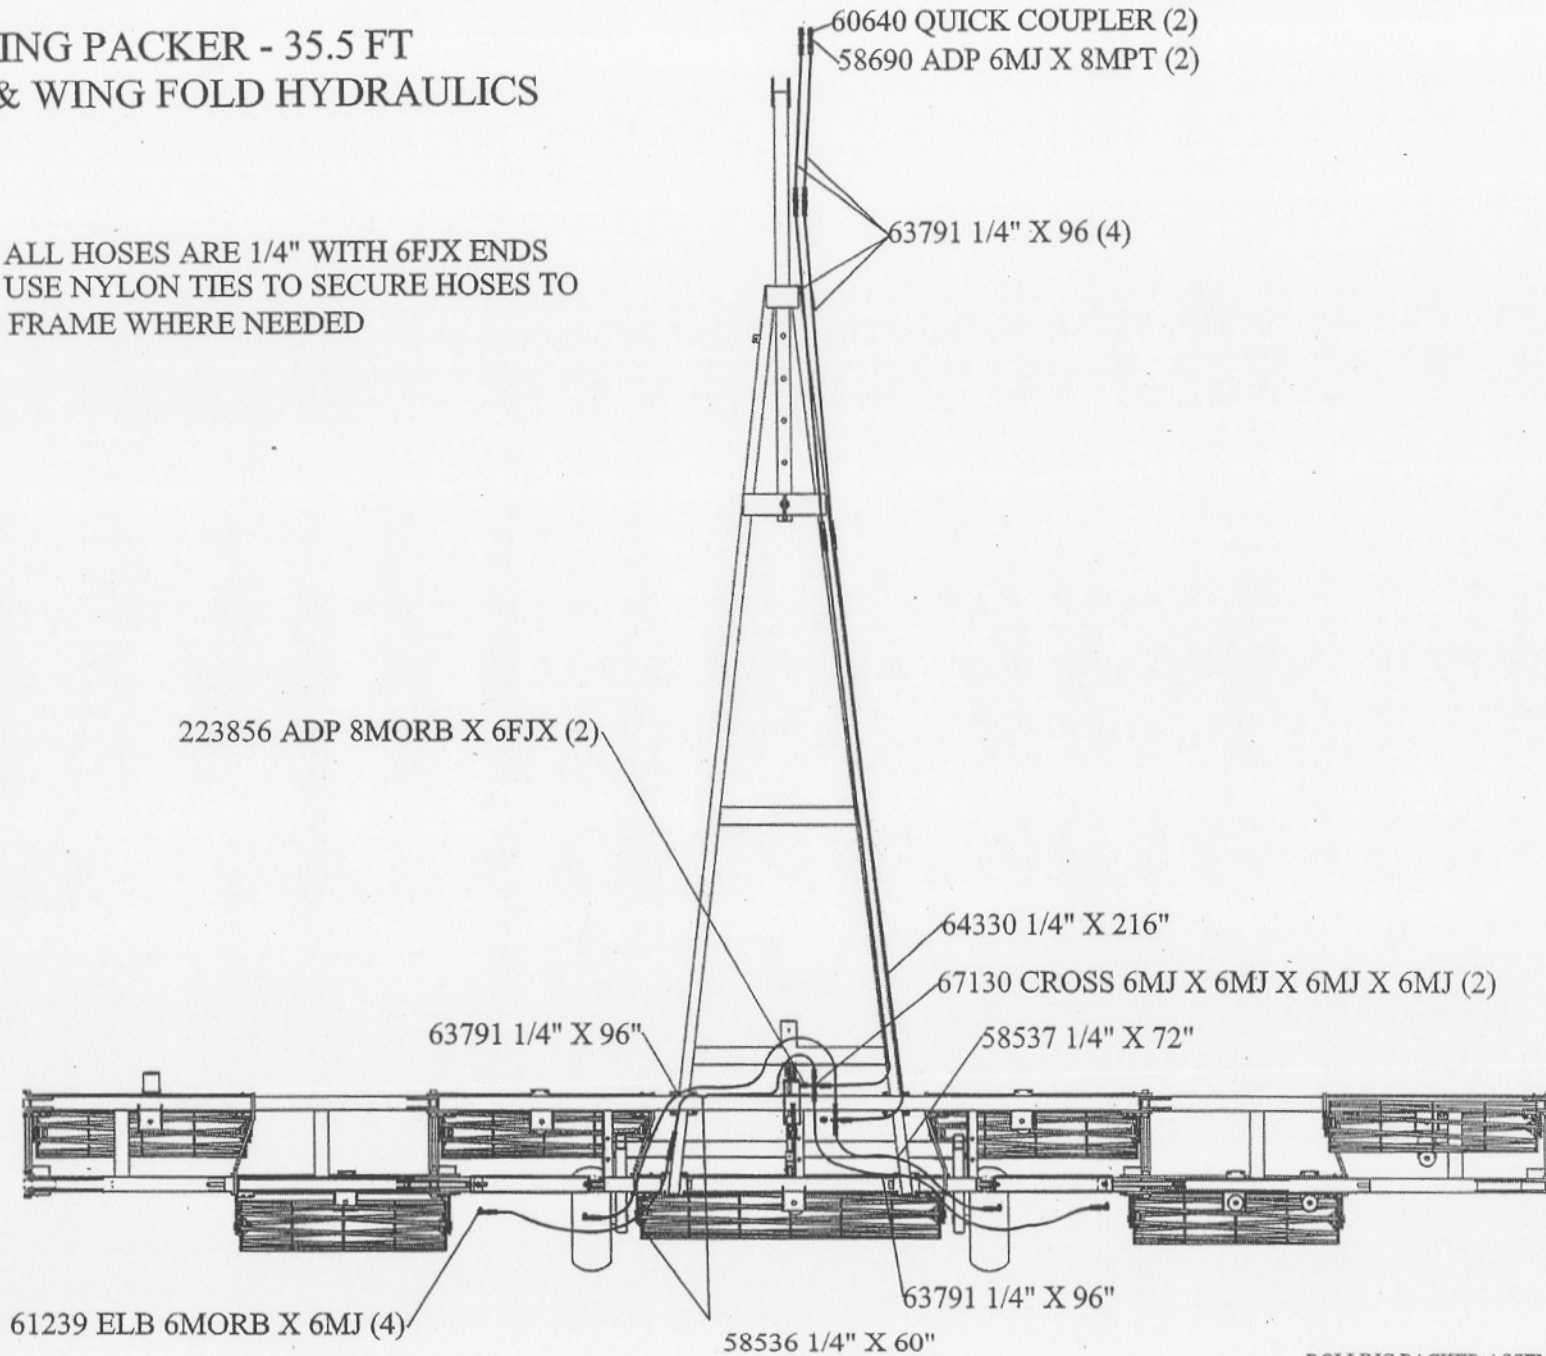 ING PACKER - 35.5 FT
& WING FOLD HYDRAULICS
60640 QUICK COUPLER (2)
58690 ADP 6MJ X 8MPT (2)
63791 1/4" X 96 (4)
ALL HOSES ARE 1/4" WITH 6FJX ENDS
USE NYLON TIES TO SECURE HOSES TO
FRAME WHERE NEEDED
223856 ADP 8MORB X 6FJX (2)
64330 1/4" X 216"
67130 CROSS 6MJ X 6MJ X 6MJ X 6MJ (2)
63791 1/4" X 96"
58537 1/4" X 72"
63791 1/4" X 96"
61239 ELB 6MORB X 6MJ (4)
58536 1/4" X 60"